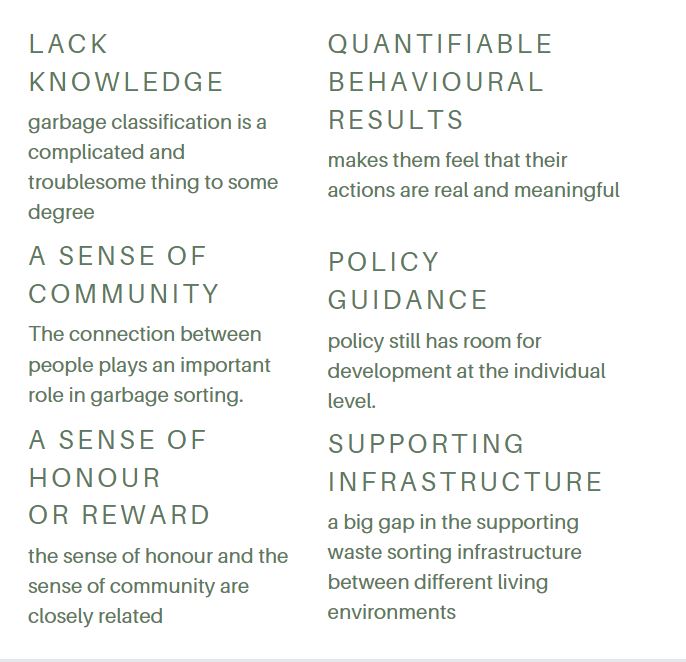 LACK
KNOWLEDGE
garbage classification is a
complicated and
troublesome thing to some
degree
A SENSE OF
COMMUNITY
The connection between
people plays an important
role in garbage sorting.
A SENSE OF
HONOUR
OR REWARD
the sense of honour and the
sense of community are
closely related
QUANTIFIABLE
BEHAVIOURAL
RESULTS
makes them feel that their
actions are real and meaningful
POLICY
GUIDANCE
policy still has room for
development at the individual
level.
SUPPORTING
INFRASTRUCTURE
a big gap in the supporting
waste sorting infrastructure
between different living
environments